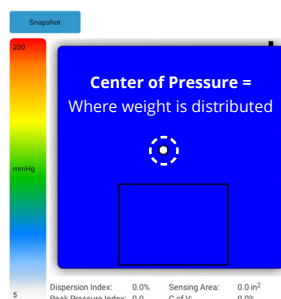 Snapshot
200
Center of Pressure =
Where weight is distributed
mmHg
Dispersion Index: 0.0% Sensing Area: 0.0 in²
5
Peak Pressure Index: 0.0 C of V: 0.0%